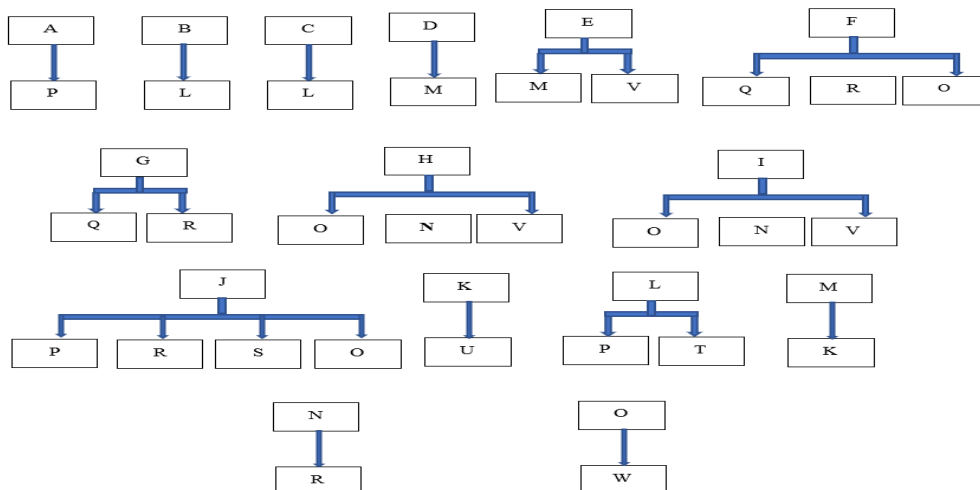 A B C D E F
P L L M M V Q R O
G H I
Q R O N V O N V
J K L M
P R S O U P T K
N O
R W